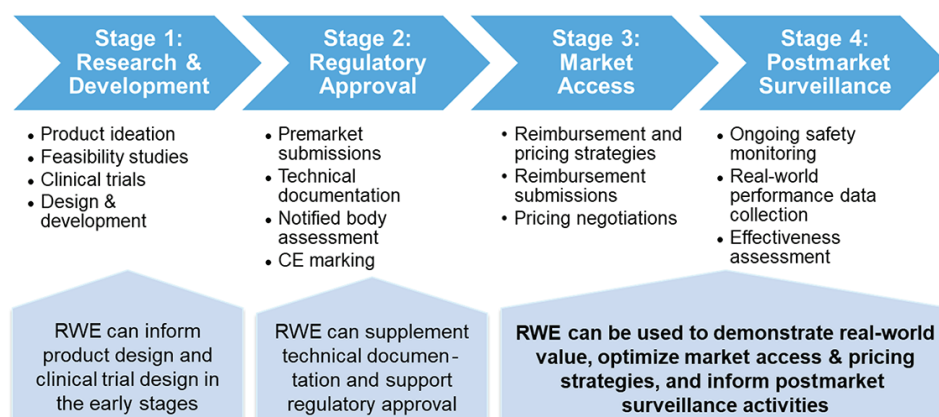 Stage 1:
Research &
Development
Stage 2:
Regulatory
Approval
Stage 3:
Market
Access
Stage 4:
Postmarket
Surveillance
• Product ideation
• Feasibility studies
• Clinical trials
• Design &
development
• Premarket
submissions
• Technical
documentation
• Notified body
assessment
• CE marking
• Reimbursement and
pricing strategies
• Reimbursement
submissions
• Pricing negotiations
• Ongoing safety
monitoring
• Real-world
performance data
collection
• Effectiveness
assessment
RWE can inform
product design and
clinical trial design in
the early stages
RWE can supplement
technical documen-
tation and support
regulatory approval
RWE can be used to demonstrate real-world
value, optimize market access & pricing
strategies, and inform postmarket
surveillance activities